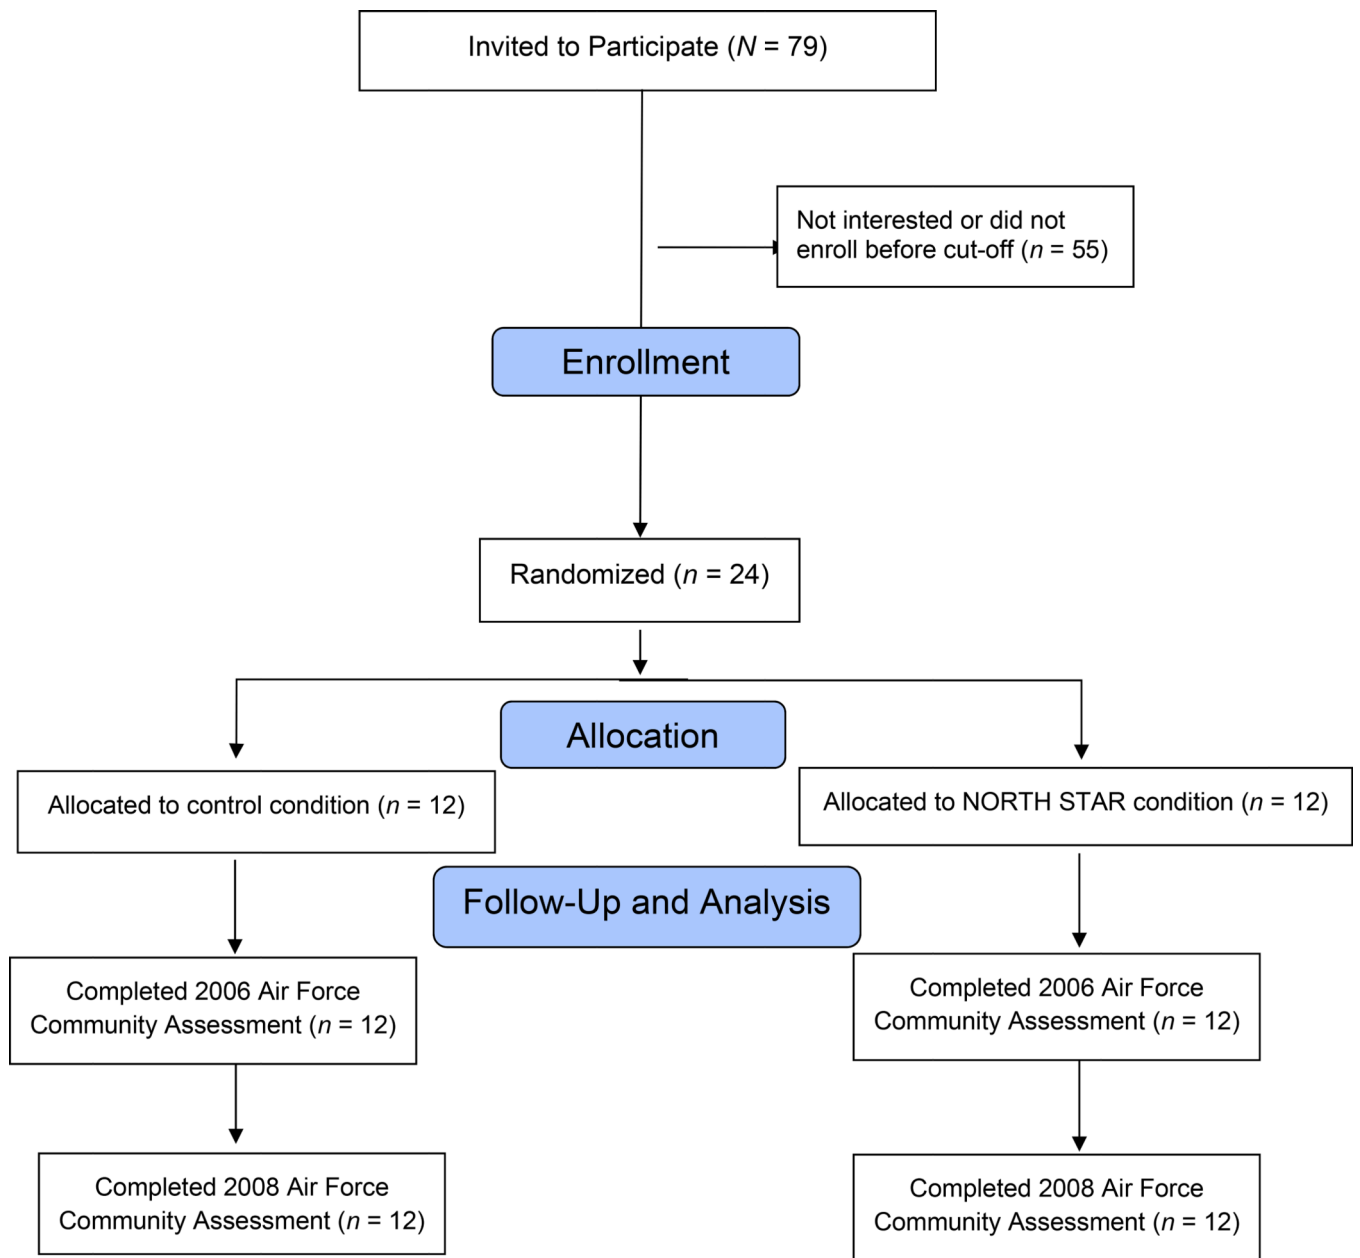 Invited to Participate (N = 79)
Not interested or did not
enroll before cut-off (n = 55)
Enrollment
Randomized (n = 24)
Allocation
Allocated to control condition (n = 12)
Allocated to NORTH STAR condition (n = 12)
Follow-Up and Analysis
Completed 2006 Air Force
Community Assessment (n = 12)
Completed 2006 Air Force
Community Assessment (n = 12)
Completed 2008 Air Force
Community Assessment (n = 12)
Completed 2008 Air Force
Community Assessment (n = 12)